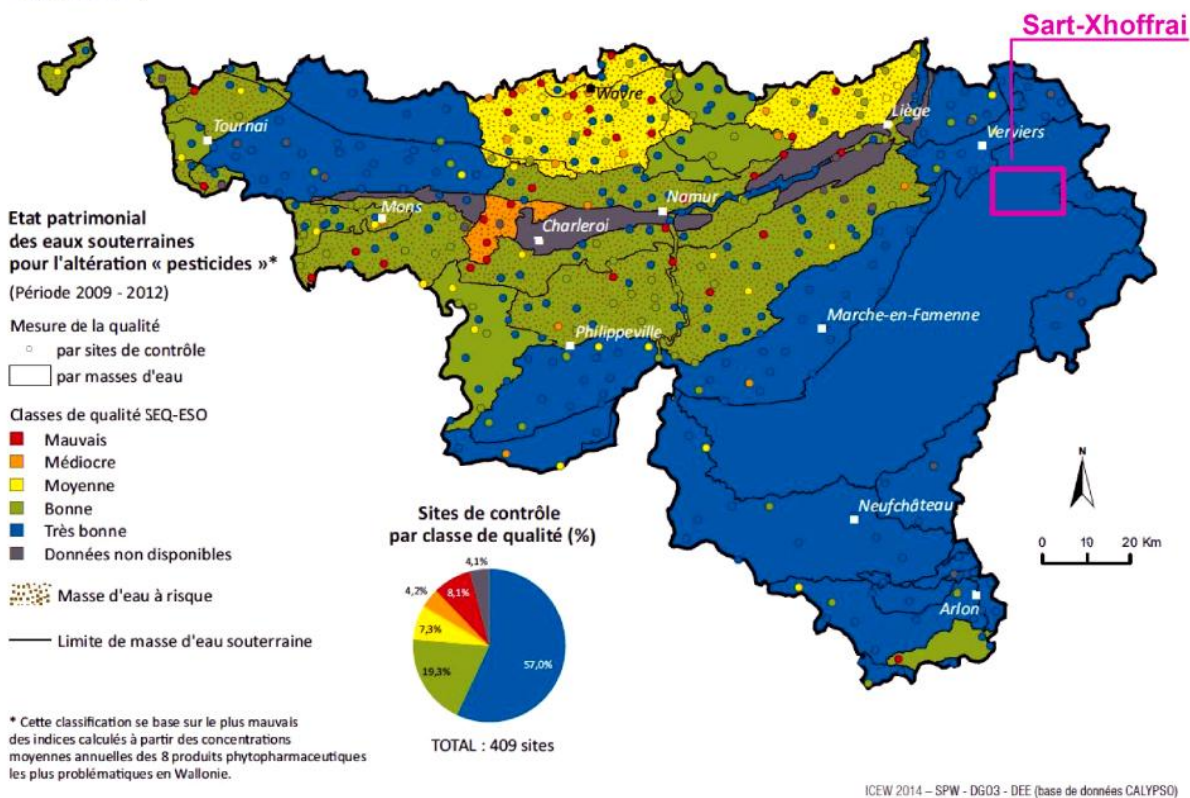 Sart-Xhoffrai
Wavre
Liège
Tournai
Verviers
Mons
Namur
Charleroi
Marche-en-Famenne
Philippeville
Neufchâteau
Arlon
Etat patrimonial
des eaux souterraines
pour l'altération « pesticides »*
(Période 2009 - 2012)
Mesure de la qualité
par sites de contrôle
par masses d'eau
Classes de qualité SEQ-ESO
Mauvais
Médiocre
Moyenne
Bonne
Très bonne
Données non disponibles
Masse d'eau à risque
Limite de masse d'eau souterraine
* Cette classification se base sur le plus mauvais
des indices calculés à partir des concentrations
moyennes annuelles des 8 produits phytopharmaceutiques
les plus problématiques en Wallonie.
Sites de contrôle
par classe de qualité (%)
4,1%
4,2%
8,1%
7,3%
57,0%
19,3%
TOTAL : 409 sites
N
0 10 20 Km
ICEW 2014 – SPW - DGO3 - DEE (base de données CALYPSO)